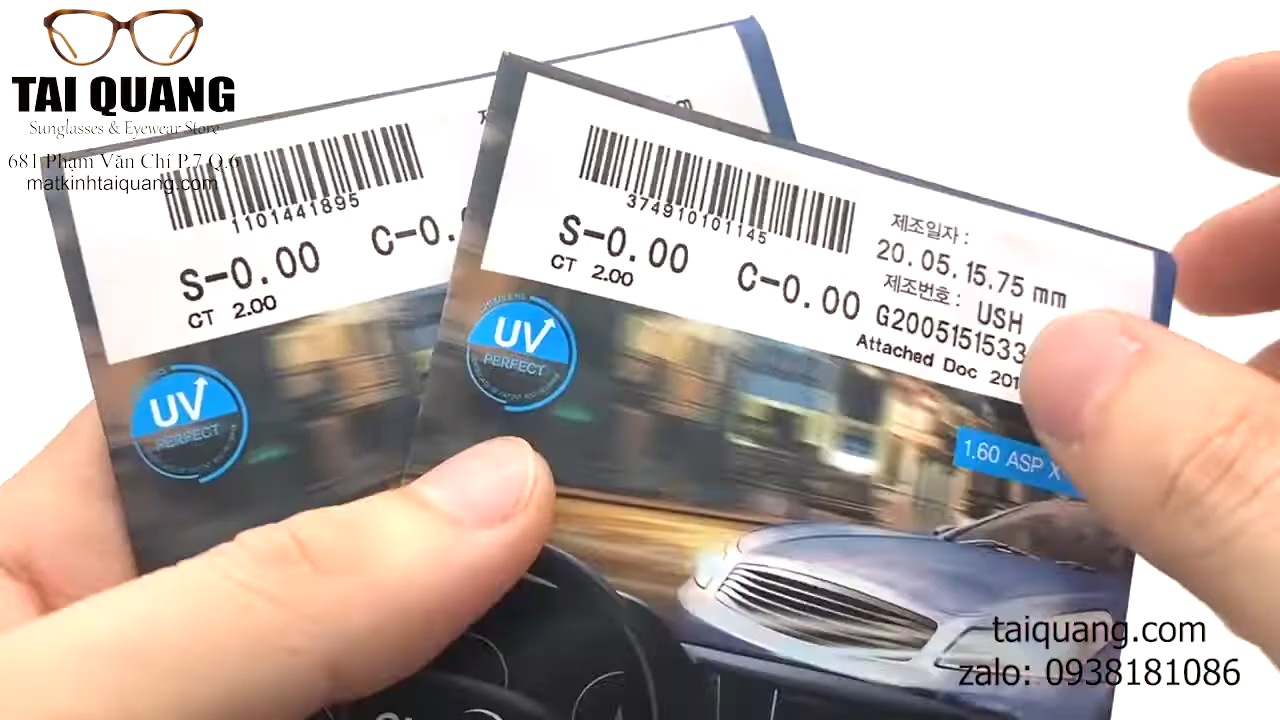 TAI QUANG
Sunglasses & Eyewear Store
681 Phạm Văn Chí P.7 Q.6
matkinhtaiquang.com
1101441895
S-0.00 C-0.
CT 2.00
UV
PERFECT
374910101145
S-0.00 C-0.00
CT 2.00
제조일자 :
20.05.15.75 mm
제조번호 : USH
G2005151533
Attached Doc 201
UV
PERFECT
1.60 ASP X
taiquang.com
zalo: 0938181086